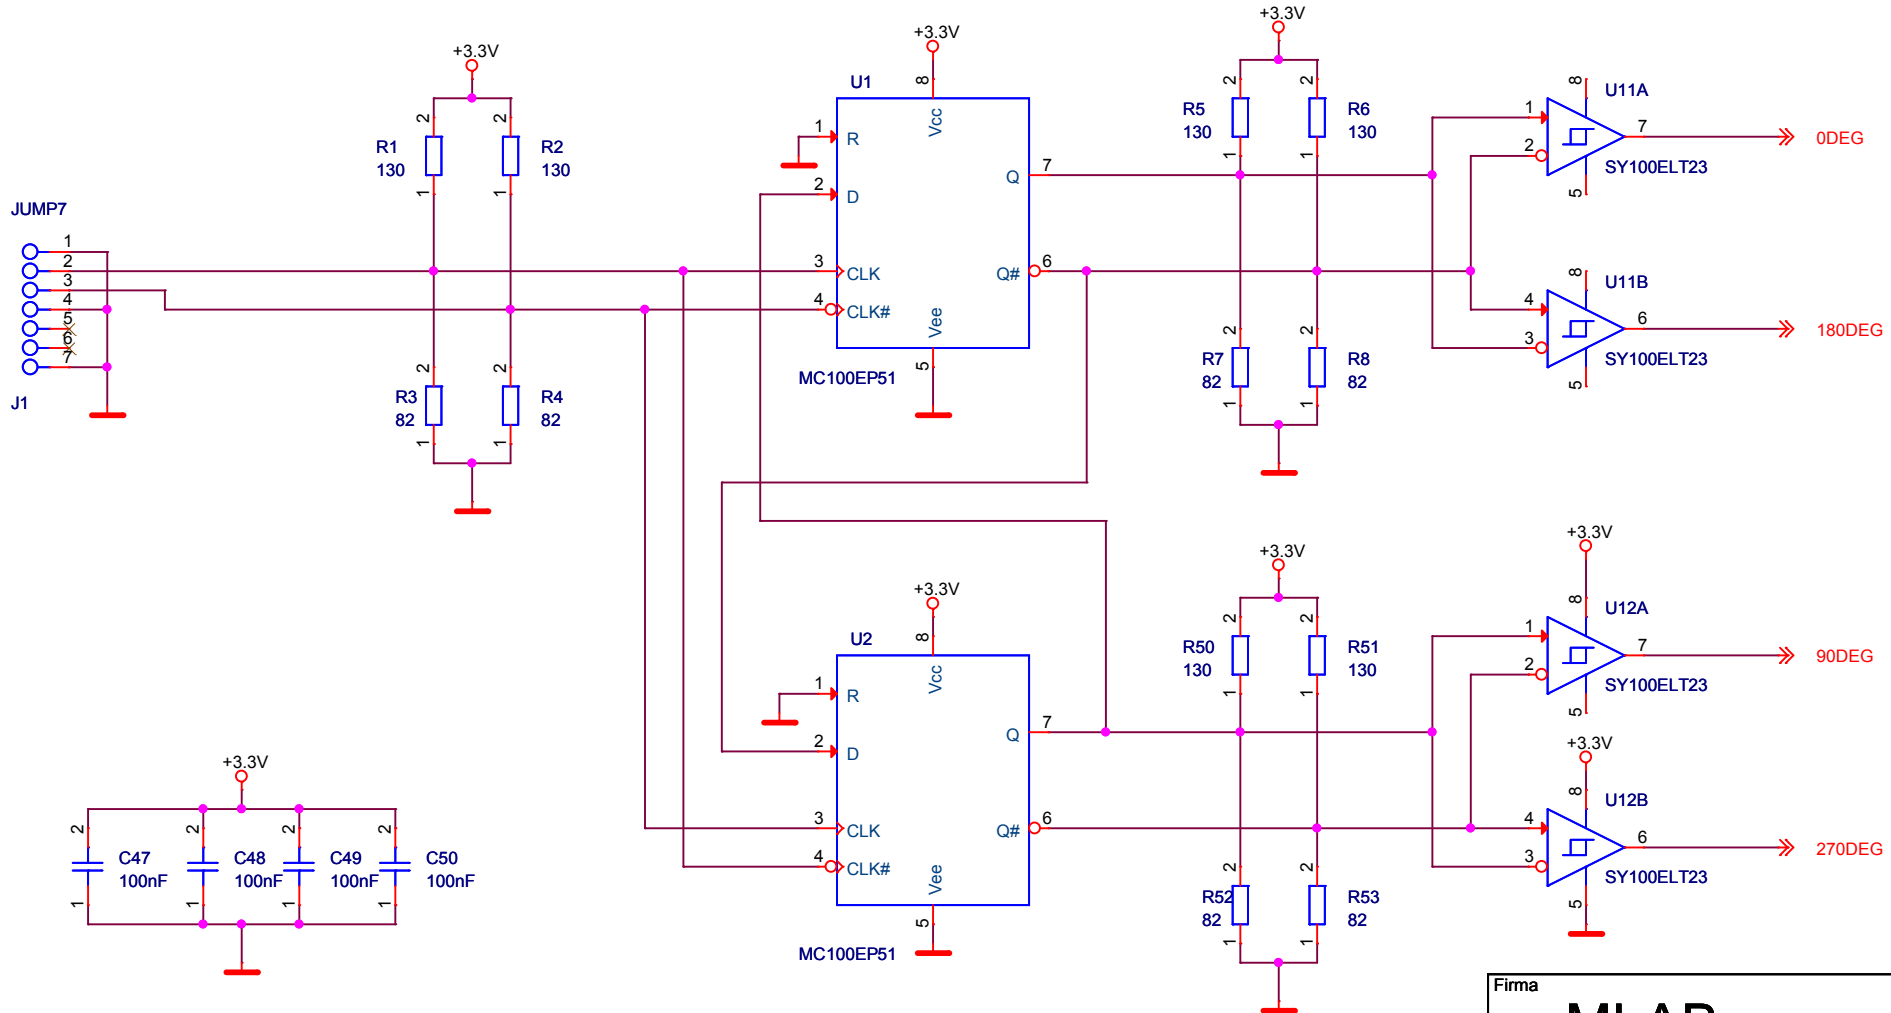 JUMP7
1
2
3
4
5
6
7
J1
+3.3V
2
2
R1
130
R2
130
1
1
2
2
R3
82
R4
82
1
1
+3.3V
U1
8
Vcc
1
R
2
D
3
CLK
4
CLK#
Q
7
Q#
6
Vee
5
MC100EP51
+3.3V
2
2
R5
130
R6
130
1
1
2
2
R7
82
R8
82
1
1
8
U11A
1
2
7
SY100ELT23
5
0DEG
8
U11B
4
3
6
SY100ELT23
5
180DEG
+3.3V
U2
8
Vcc
1
R
2
D
3
CLK
4
CLK#
Q
7
Q#
6
Vee
5
MC100EP51
+3.3V
2
2
R50
130
R51
130
1
1
2
2
R52
82
R53
82
1
1
+3.3V
8
U12A
1
2
7
SY100ELT23
5
90DEG
+3.3V
8
U12B
4
3
6
SY100ELT23
5
270DEG
+3.3V
2
2
2
2
C47
100nF
C48
100nF
C49
100nF
C50
100nF
1
1
1
1
Firma
MLAB